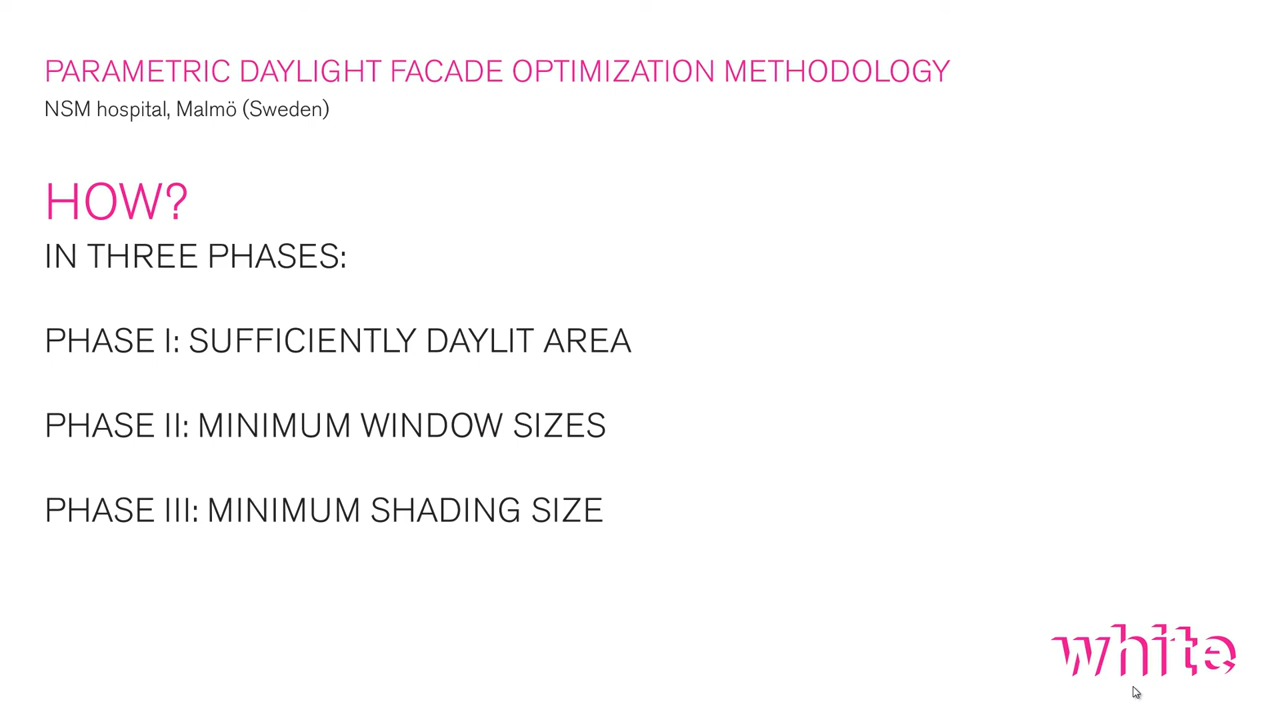 PARAMETRIC DAYLIGHT FACADE OPTIMIZATION METHODOLOGY
NSM hospital, Malmö (Sweden)
HOW?
IN THREE PHASES:
PHASE I: SUFFICIENTLY DAYLIT AREA
PHASE II: MINIMUM WINDOW SIZES
PHASE III: MINIMUM SHADING SIZE
white